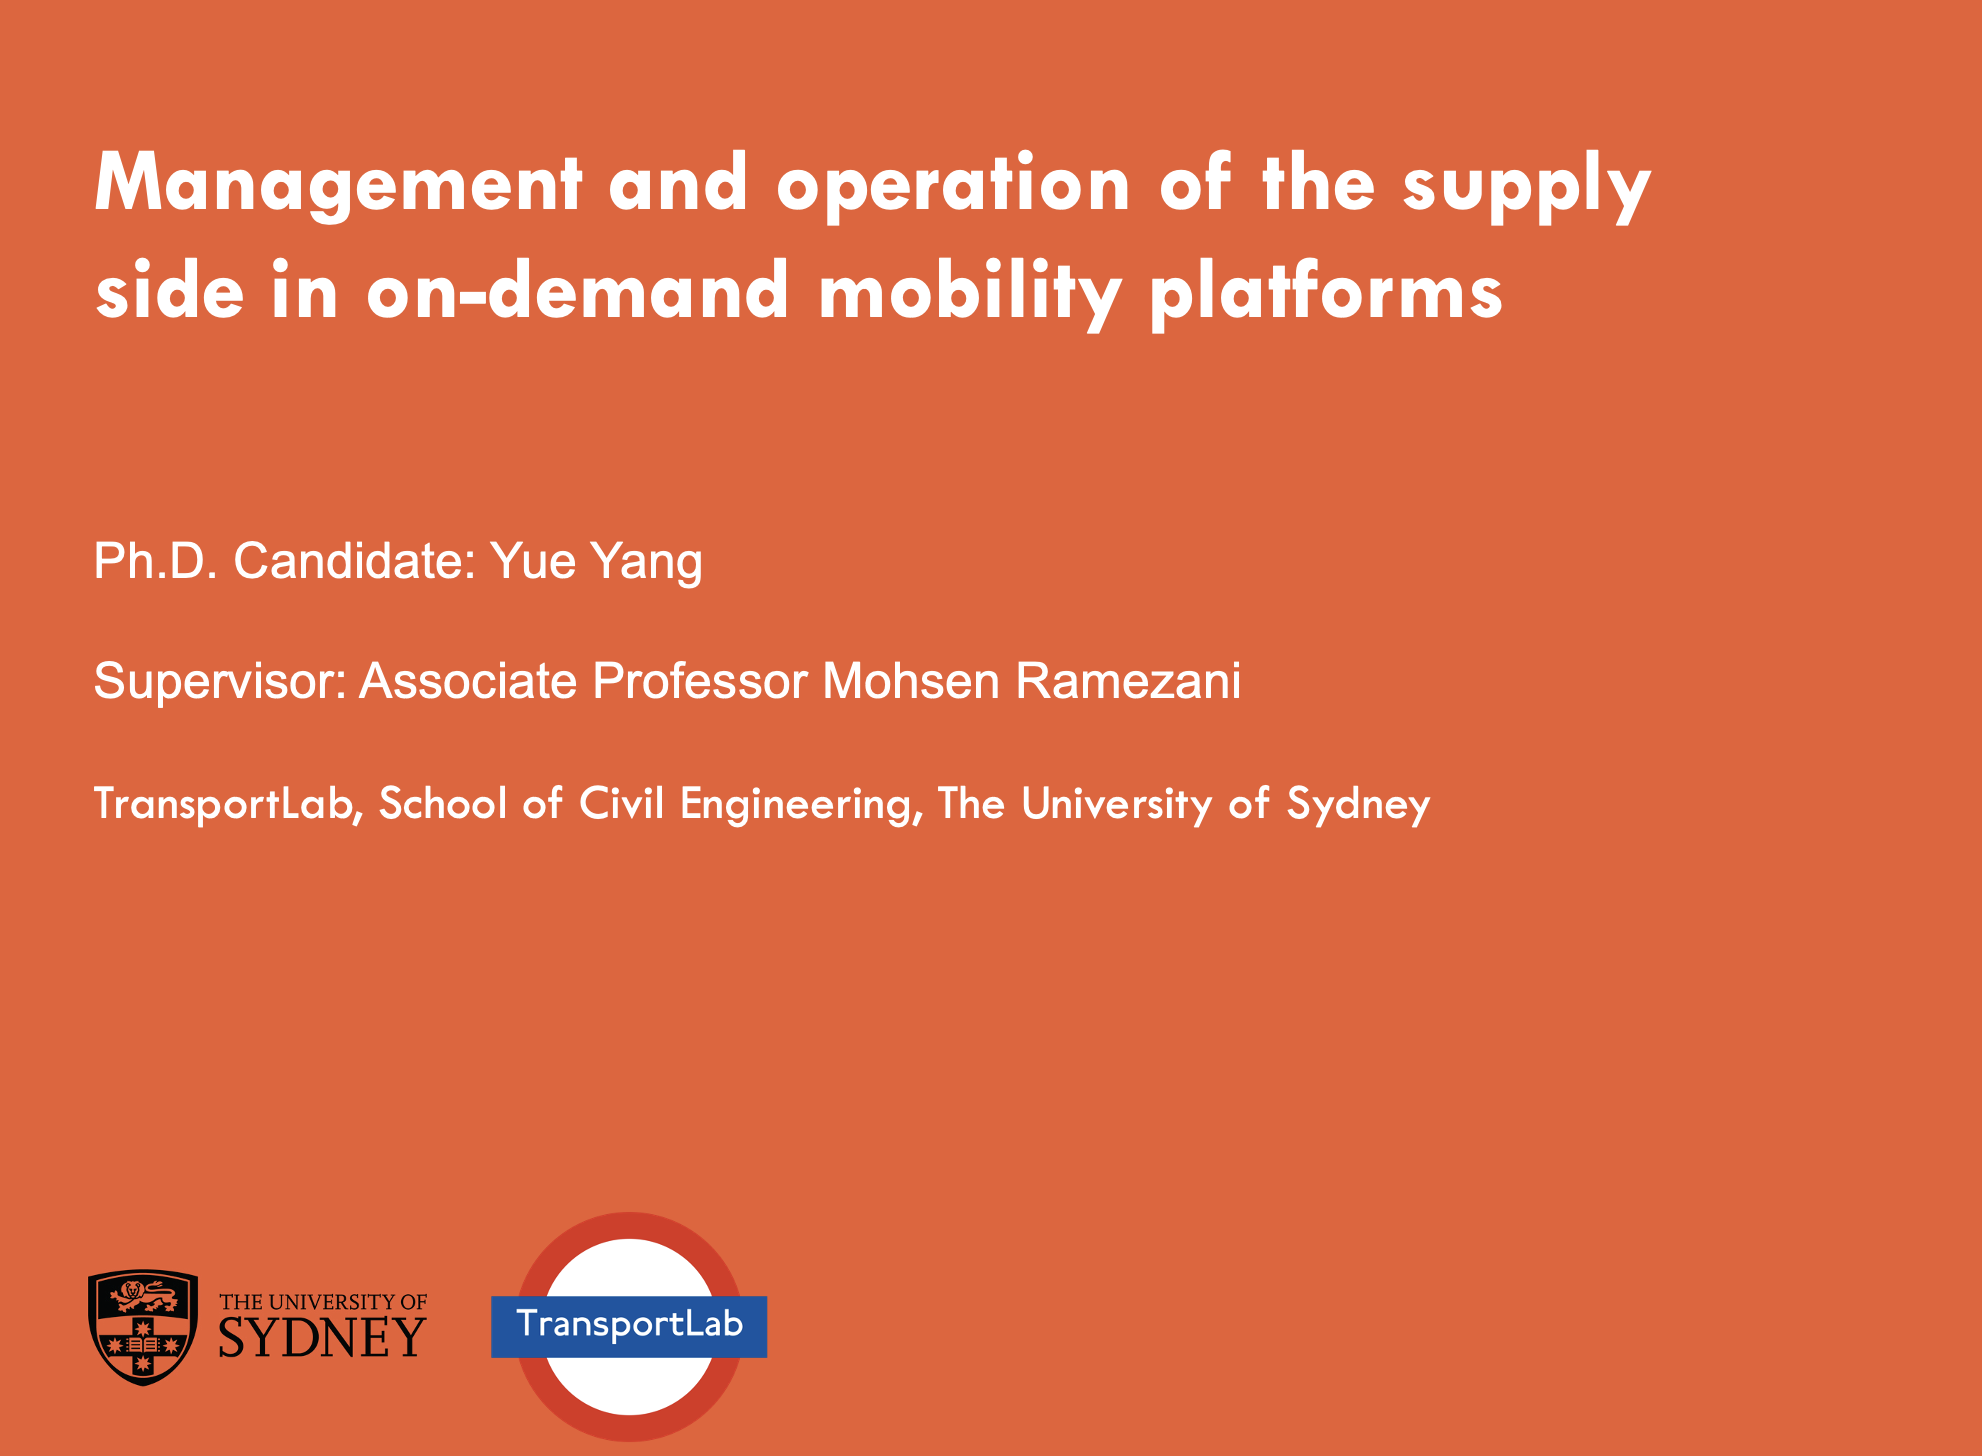 Management and operation of the supply
side in on-demand mobility platforms
Ph.D. Candidate: Yue Yang
Supervisor: Associate Professor Mohsen Ramezani
TransportLab, School of Civil Engineering, The University of Sydney
THE UNIVERSITY OF
SYDNEY
TransportLab